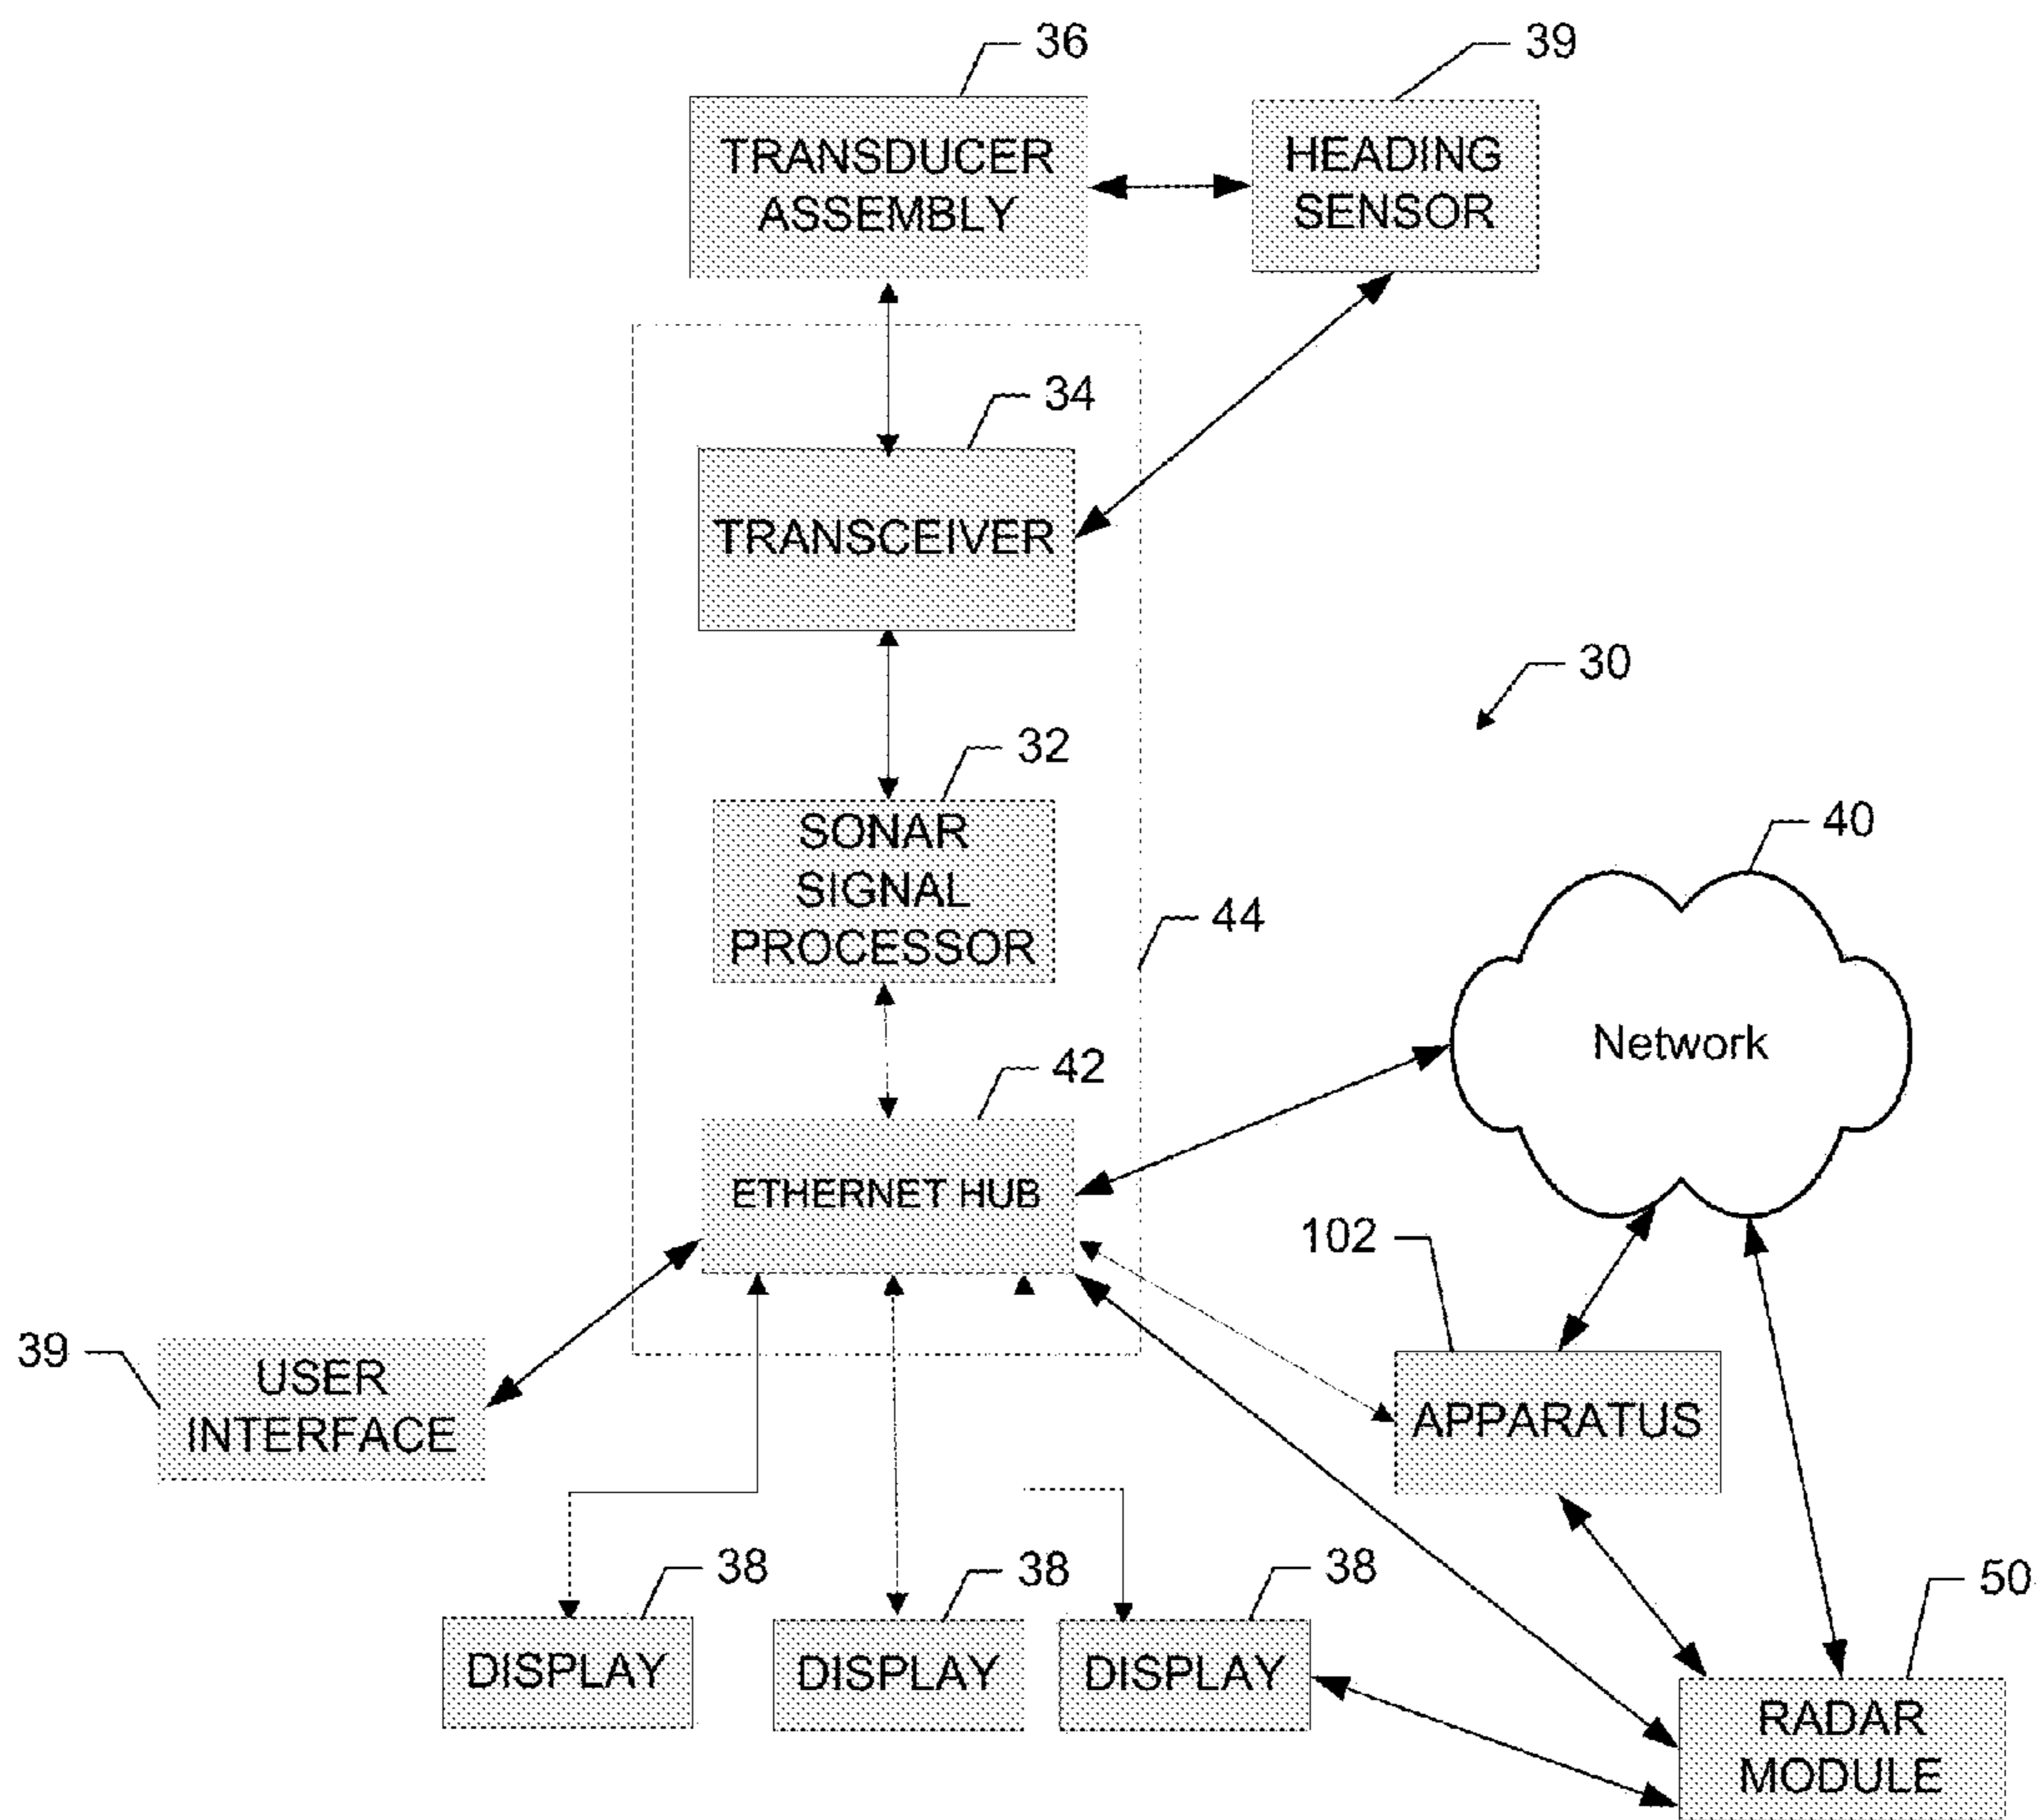 36
39
TRANSDUCER
ASSEMBLY
HEADING
SENSOR
34
TRANSCEIVER
30
32
SONAR
SIGNAL
PROCESSOR
40
44
Network
42
ETHERNET HUB
102
39
USER
INTERFACE
APPARATUS
38
38
38
50
DISPLAY
DISPLAY
DISPLAY
RADAR
MODULE